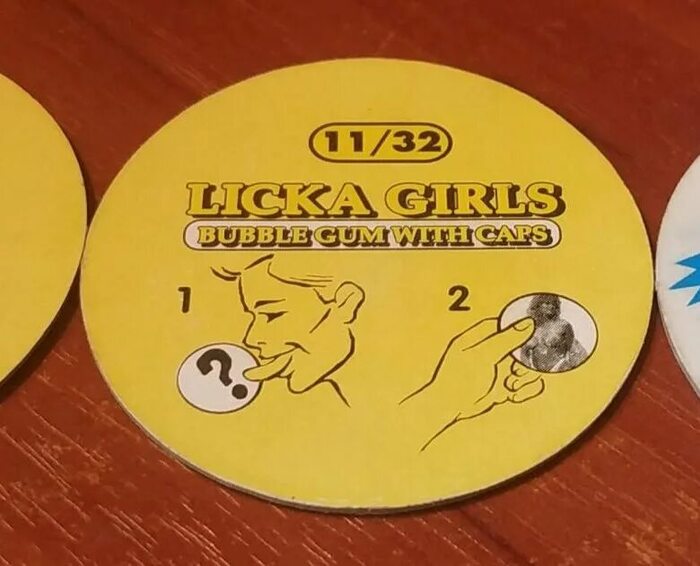 11/32
LICKA GIRLS
BUBBLE GUM WITH CAPS
1
2
?